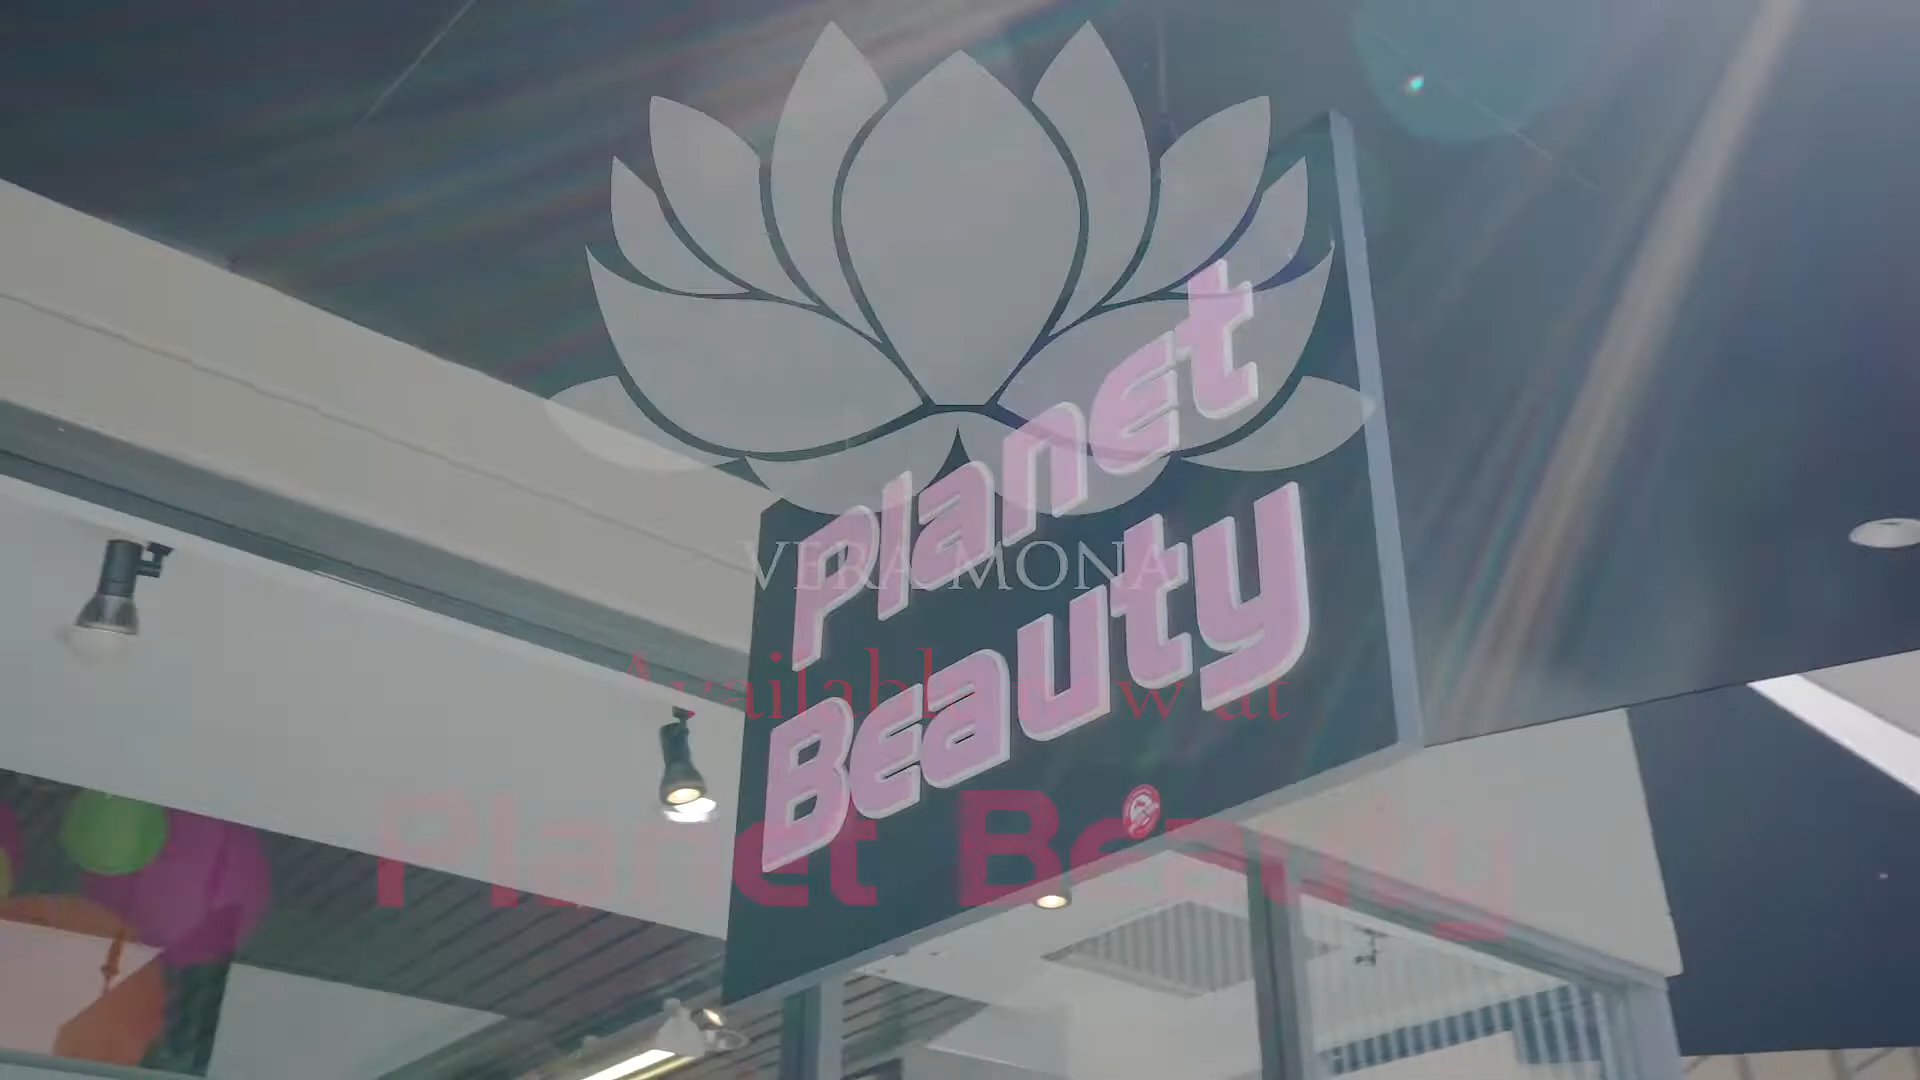 Planet
Beauty
VERA MONA
Available now at
Planet Beauty